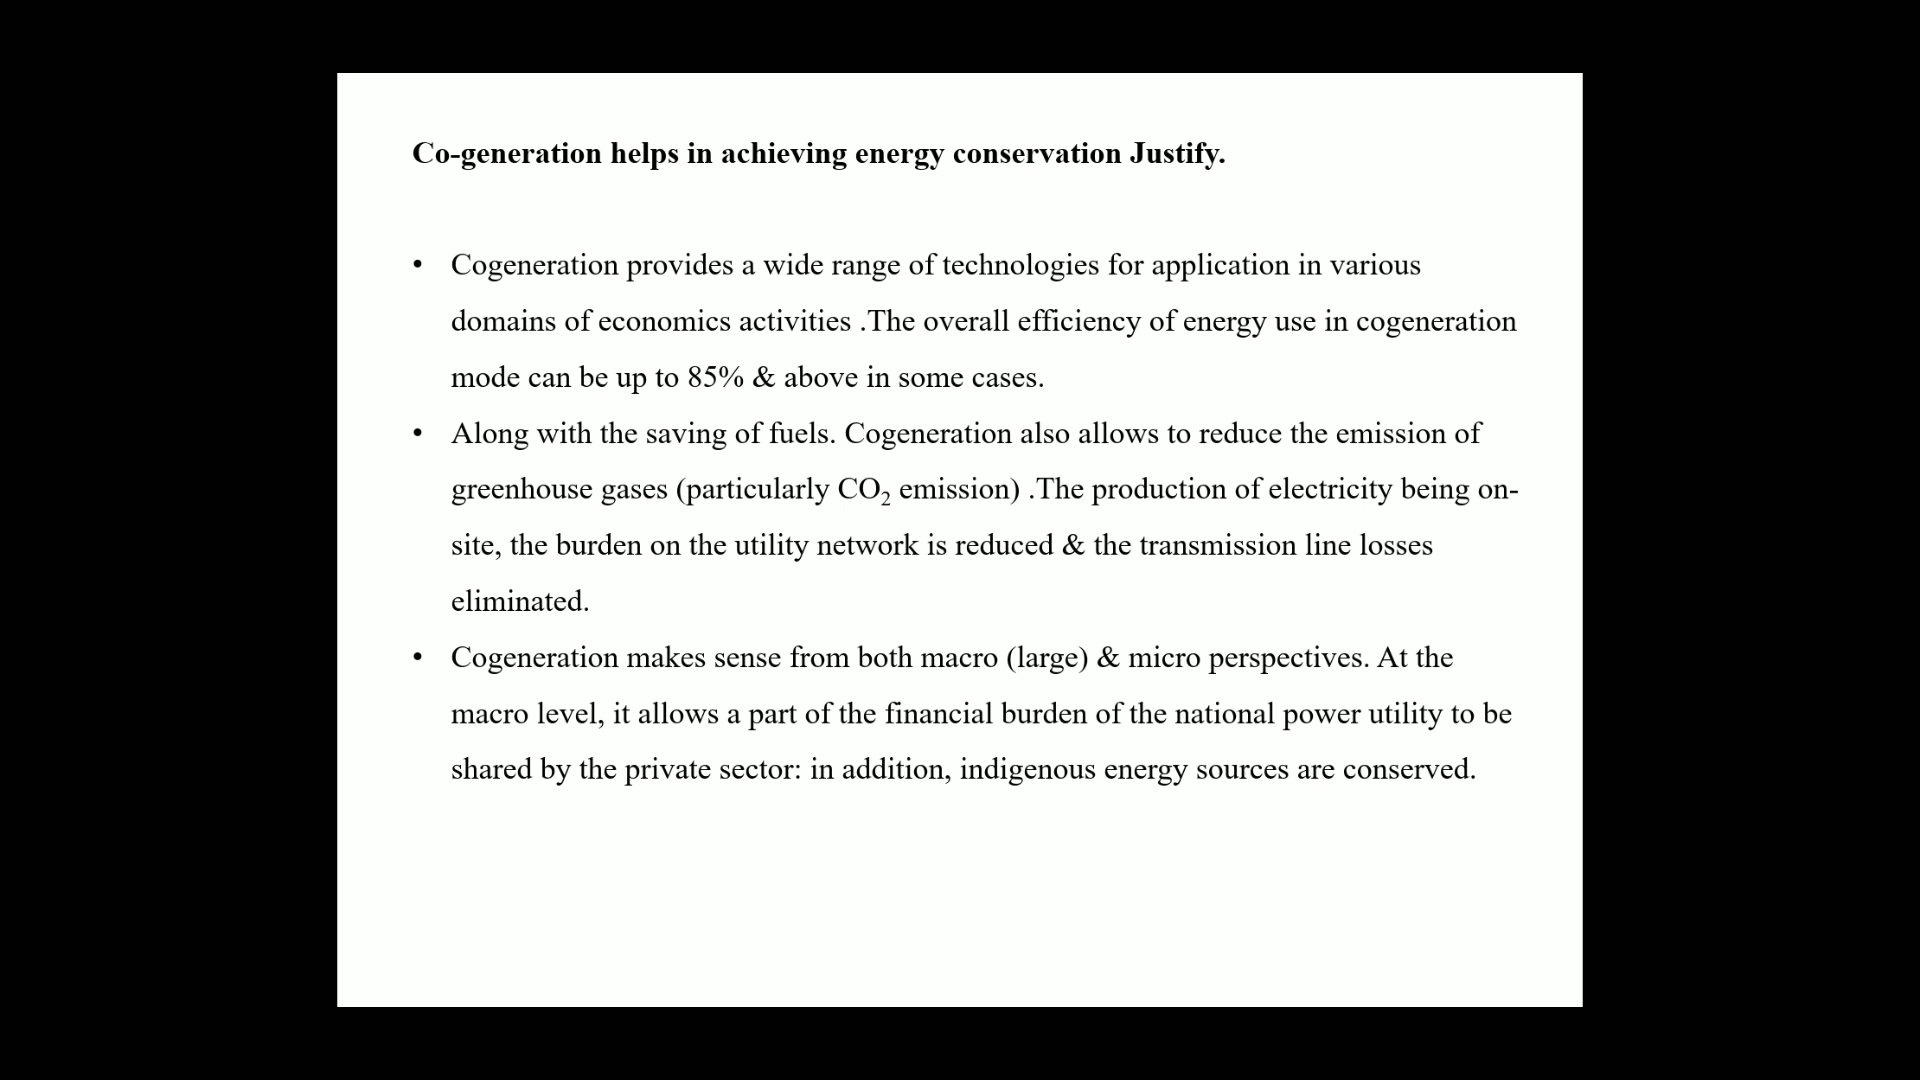 Co-generation helps in achieving energy conservation Justify.
• Cogeneration provides a wide range of technologies for application in various
domains of economics activities .The overall efficiency of energy use in cogeneration
mode can be up to 85% & above in some cases.
• Along with the saving of fuels. Cogeneration also allows to reduce the emission of
greenhouse gases (particularly CO₂ emission) .The production of electricity being on-
site, the burden on the utility network is reduced & the transmission line losses
eliminated.
• Cogeneration makes sense from both macro (large) & micro perspectives. At the
macro level, it allows a part of the financial burden of the national power utility to be
shared by the private sector: in addition, indigenous energy sources are conserved.